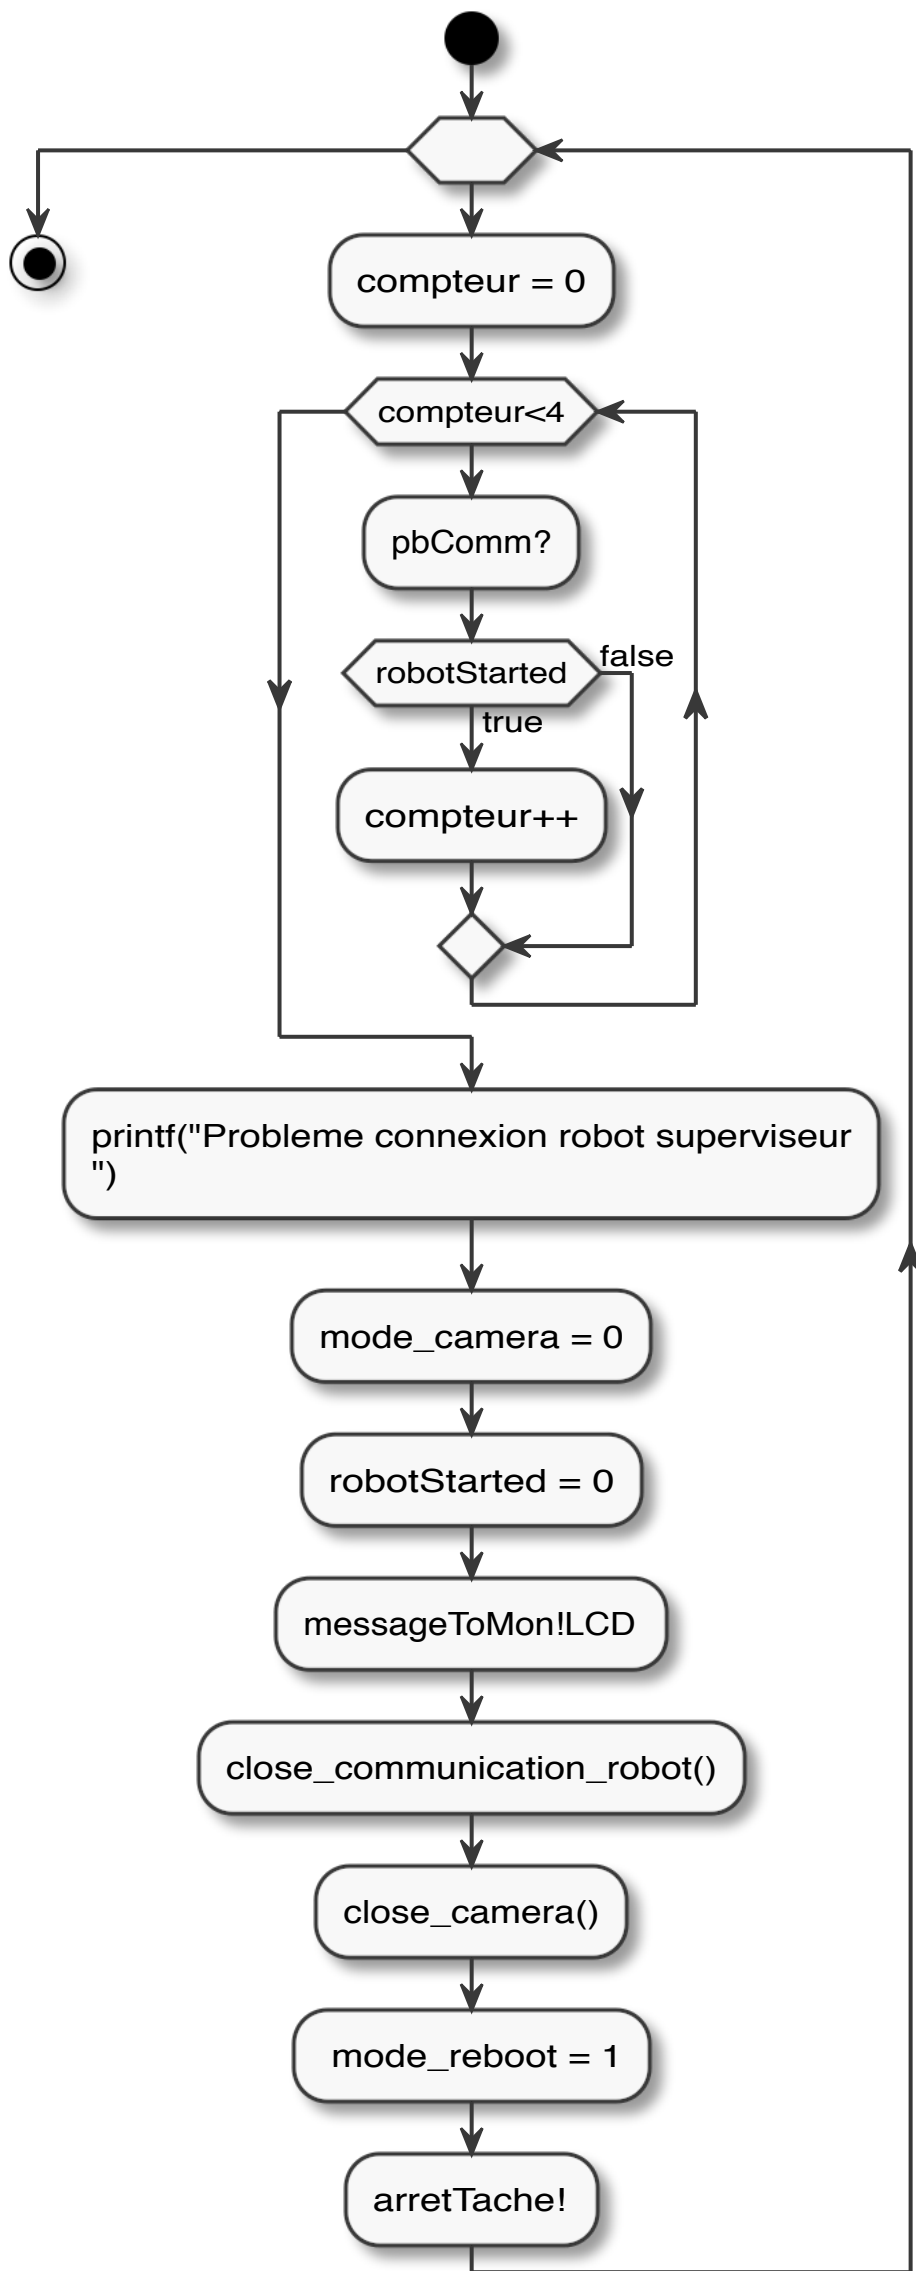 compteur = 0
compteur<4
pbComm?
robotStarted
false
true
compteur++
printf("Probleme connexion robot superviseur
")
mode_camera = 0
robotStarted = 0
messageToMon!LCD
close_communication_robot()
close_camera()
mode_reboot = 1
arretTache!